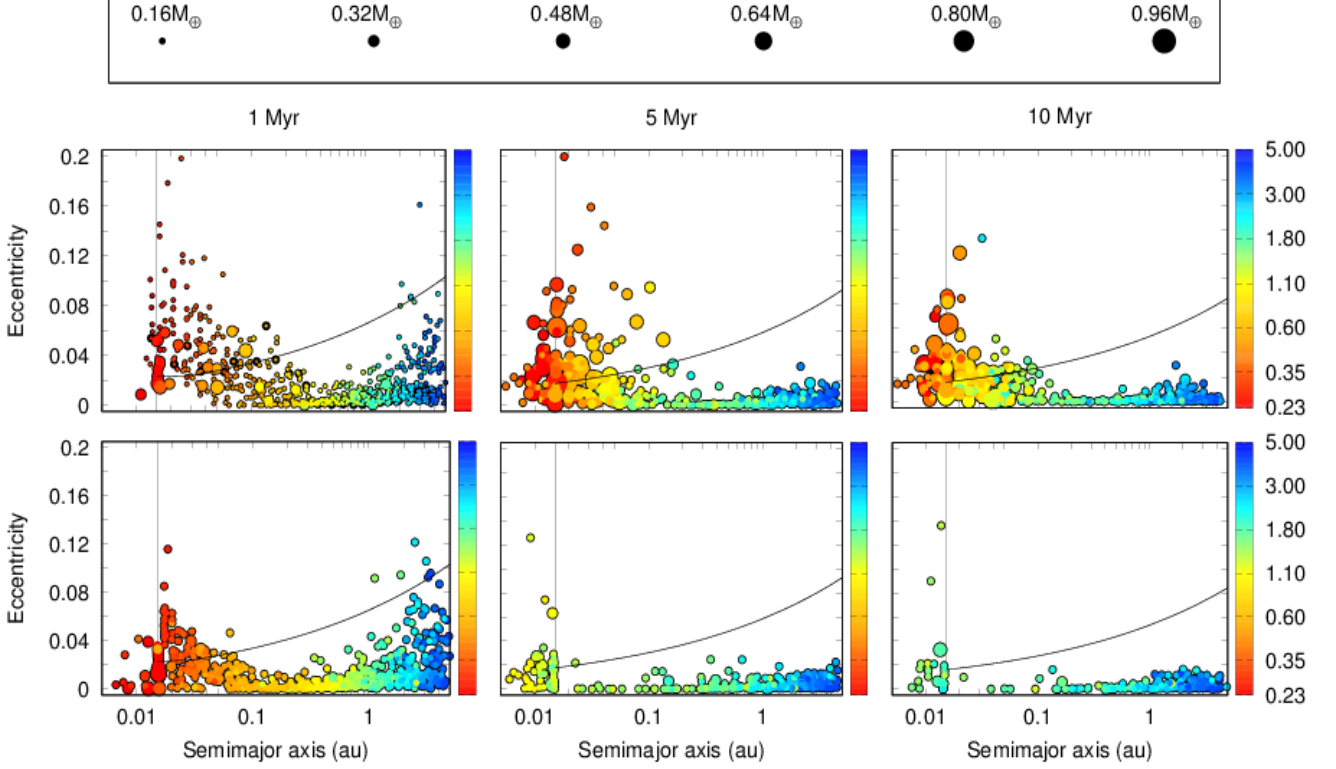 0.16M⊕ 0.32M⊕ 0.48M⊕ 0.64M⊕ 0.80M⊕ 0.96M⊕
1 Myr 5 Myr 10 Myr
0.2 5.00
0.16 3.00
0.12 1.80
1.10
0.08 0.60
0.04 0.35
0 0.23
Eccentricity
0.2 5.00
0.16 3.00
0.12 1.80
1.10
0.08 0.60
0.04 0.35
0 0.23
Eccentricity
0.01 0.1 1 0.01 0.1 1 0.01 0.1 1
Semimajor axis (au) Semimajor axis (au) Semimajor axis (au)